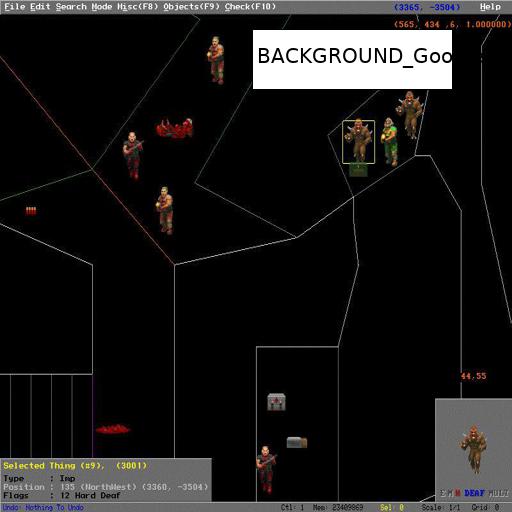 File Edit Search Mode Misc(F8) Objects(F9) Check(F10) (3365, -3504) Help
(565, 434 ,6, 1.000000)
BACKGROUND_Goo
44.55
Selected Thing (#9), (3001)
Type : Imp
Position : 135 (NorthWest) (3360, -3504)
Flags : 12 Hard Deaf
E M H DEAF MULTI
Undo: Nothing To Undo Ctl: 1 Mem: 23409869 Sel: 0 Scale: 1/1 Grid: 0